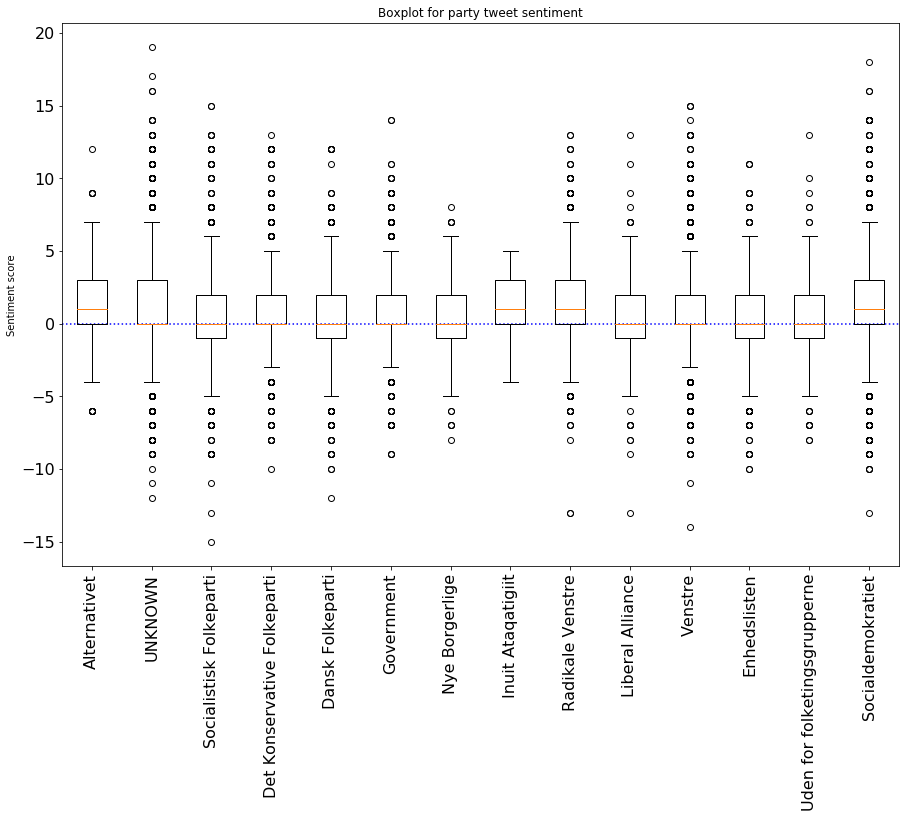 Boxplot for party tweet sentiment
20
15
10
5
0
−5
−10
−15
Sentiment score
Alternativet
UNKNOWN
Socialistisk Folkeparti
Det Konservative Folkeparti
Dansk Folkeparti
Government
Nye Borgerlige
Inuit Ataqatigiit
Radikale Venstre
Liberal Alliance
Venstre
Enhedslisten
Uden for folketingsgrupperne
Socialdemokratiet